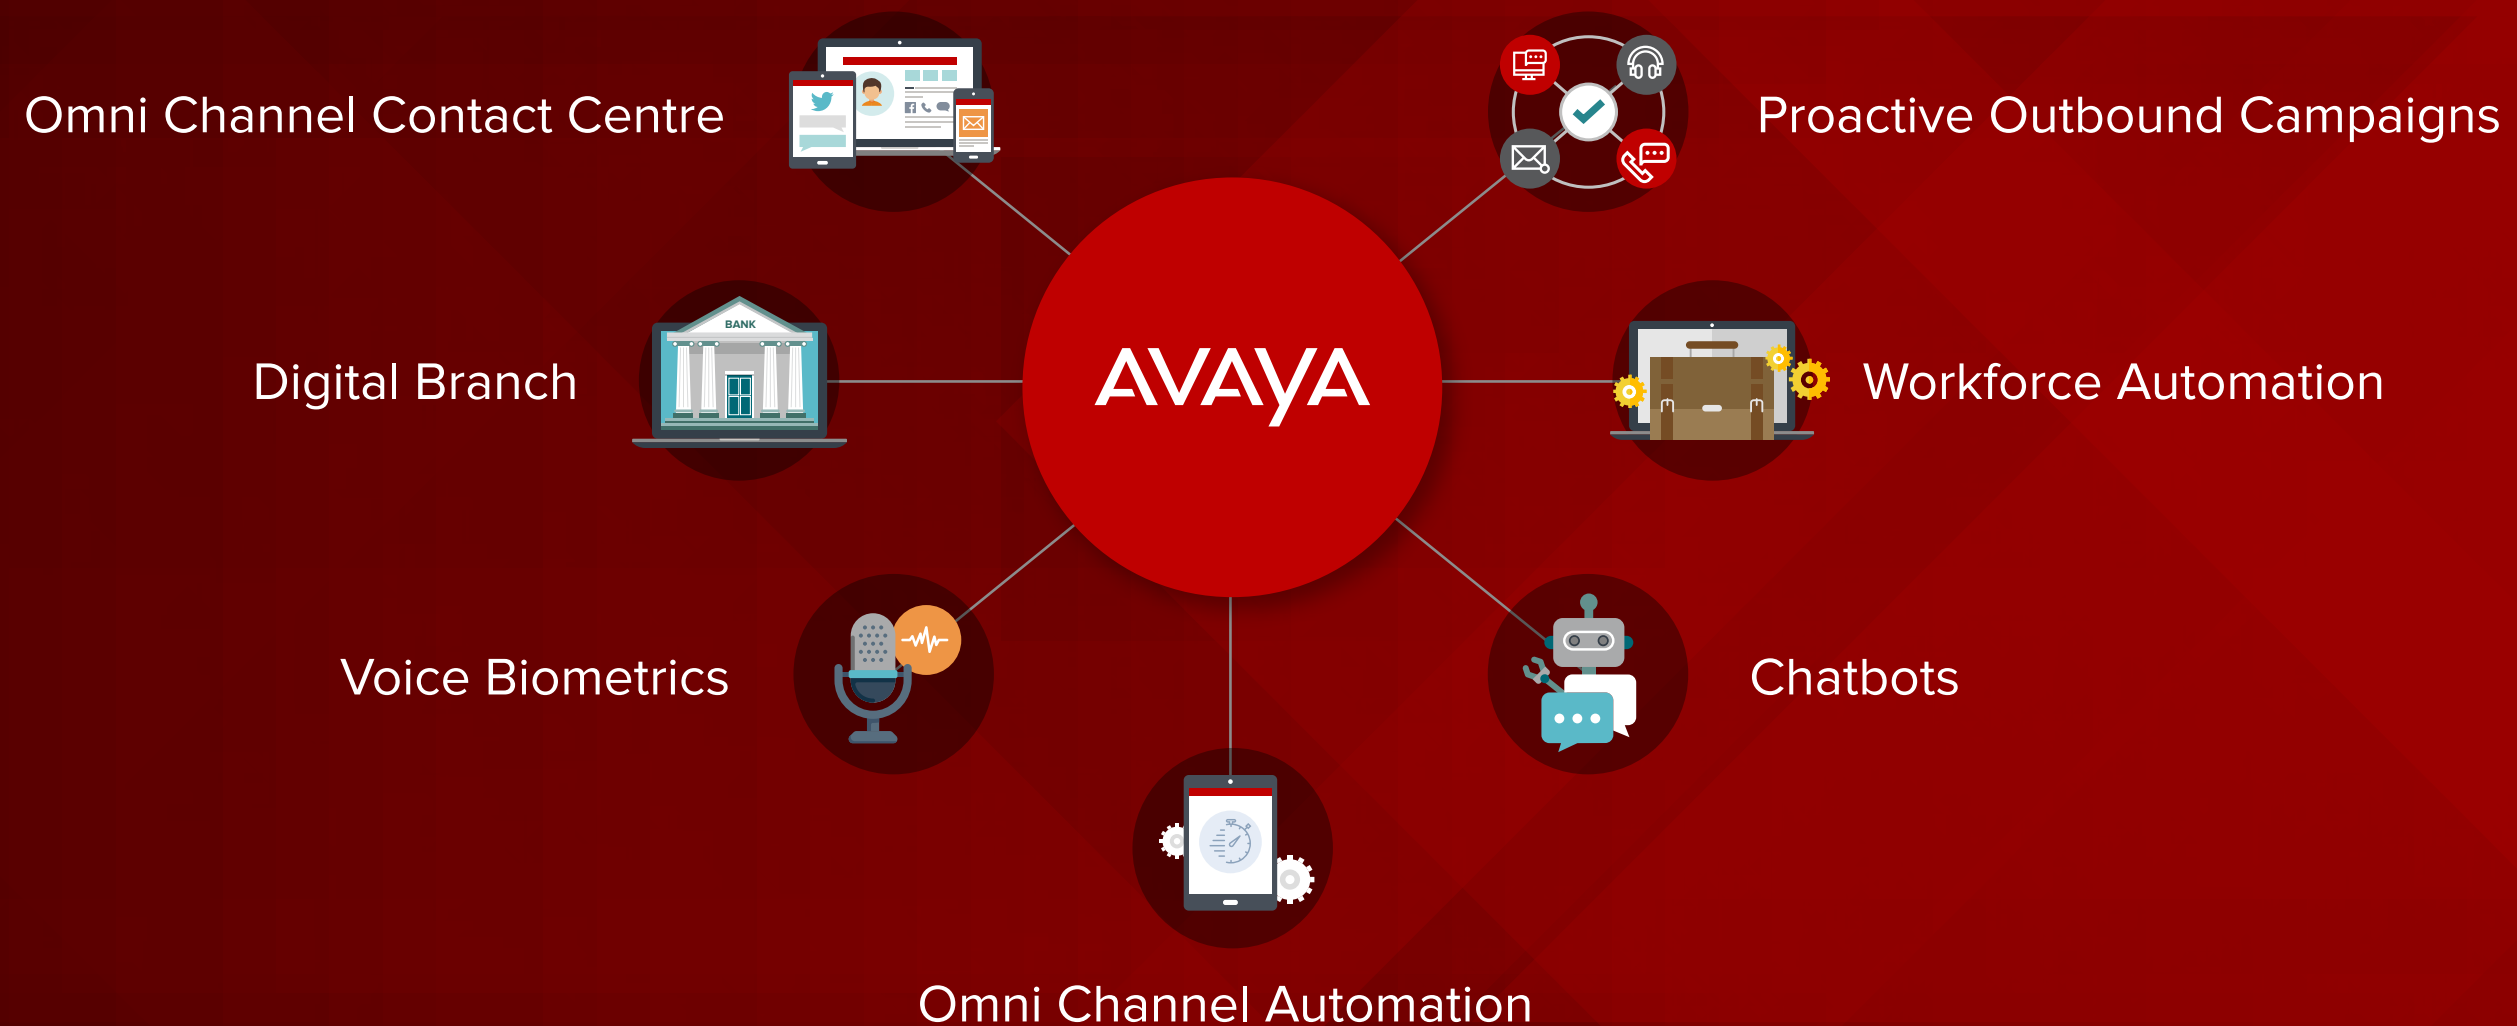 Omni Channel Contact Centre
Proactive Outbound Campaigns
BANK
Digital Branch
AVAYA
Workforce Automation
Voice Biometrics
Chatbots
Omni Channel Automation